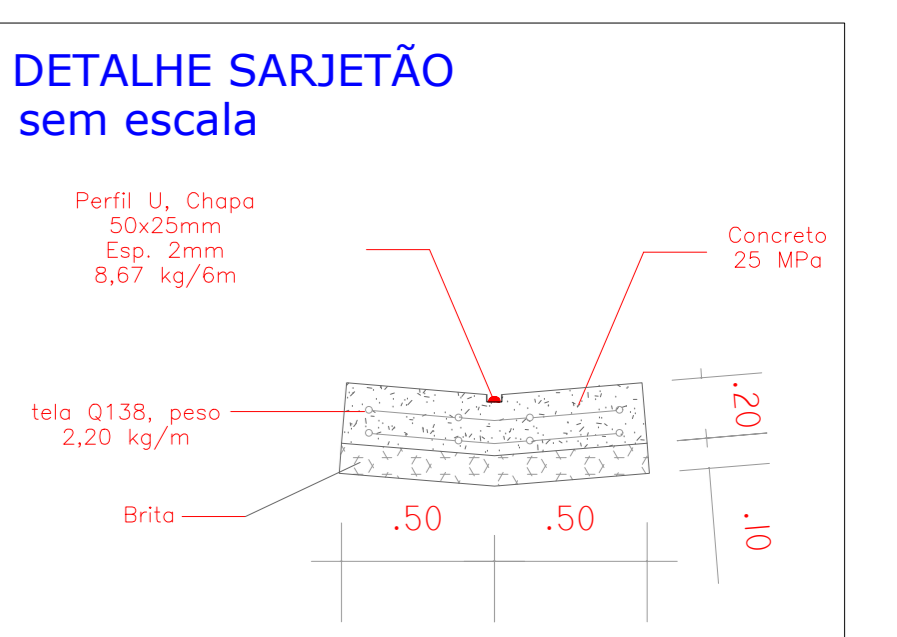 DETALHE SARJETÃO
sem escala
Perfil U, Chapa
50x25mm
Esp. 2mm
8,67 kg/6m
Concreto
25 MPa
tela Q138, peso
2,20 kg/m
Brita
.50
.50
.20
.10